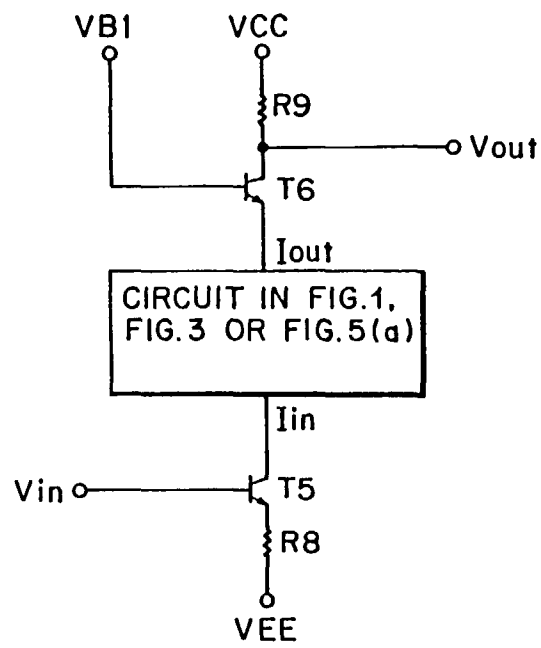 VB1 VCC
R9
Vout
T6
Iout
CIRCUIT IN FIG.1,
FIG.3 OR FIG.5(a)
Iin
Vin T5
R8
VEE